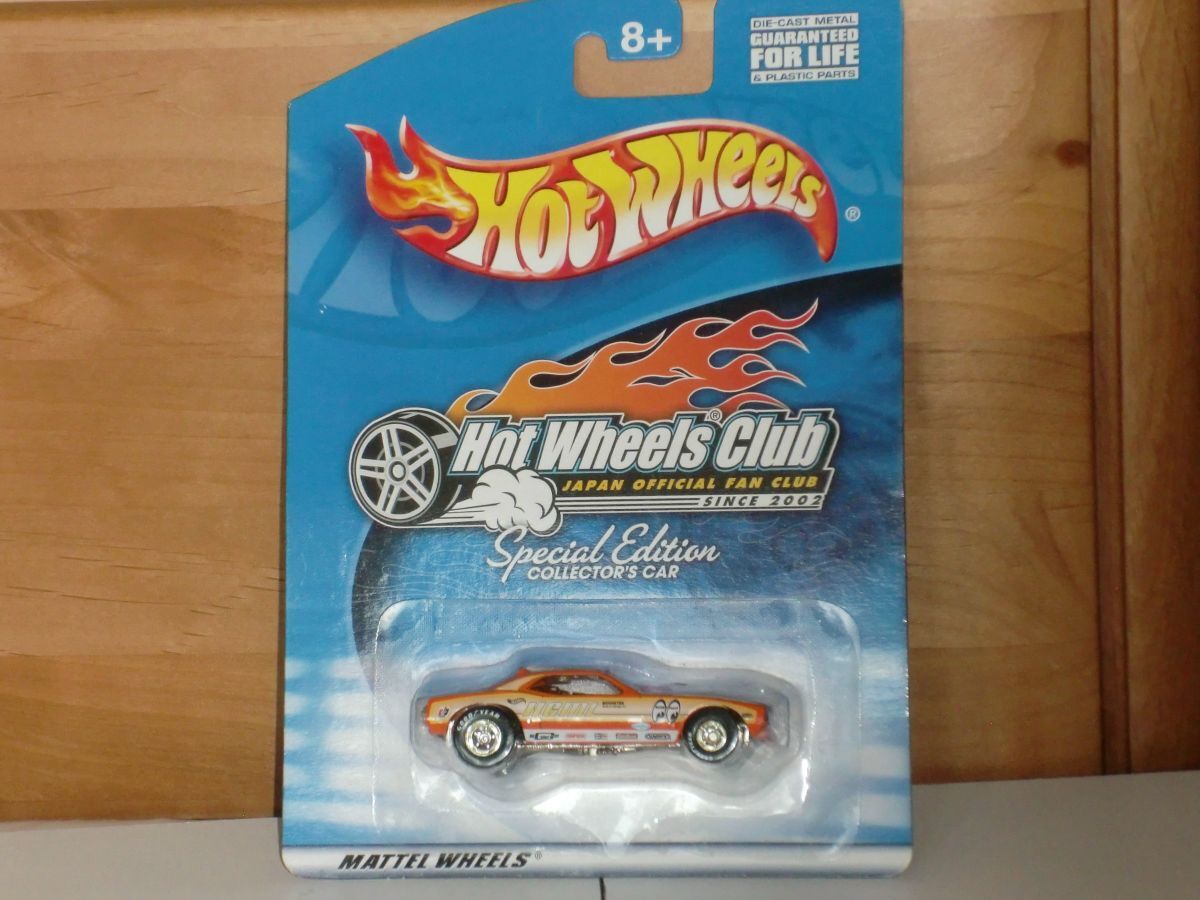 8+
DIE-CAST METAL
GUARANTEED
FOR LIFE
& PLASTIC PARTS
Hot Wheels®
Hot Wheels® Club
JAPAN OFFICIAL FAN CLUB
SINCE 2002
Special Edition
COLLECTOR'S CAR
GOODYEAR
MATTEL WHEELS®